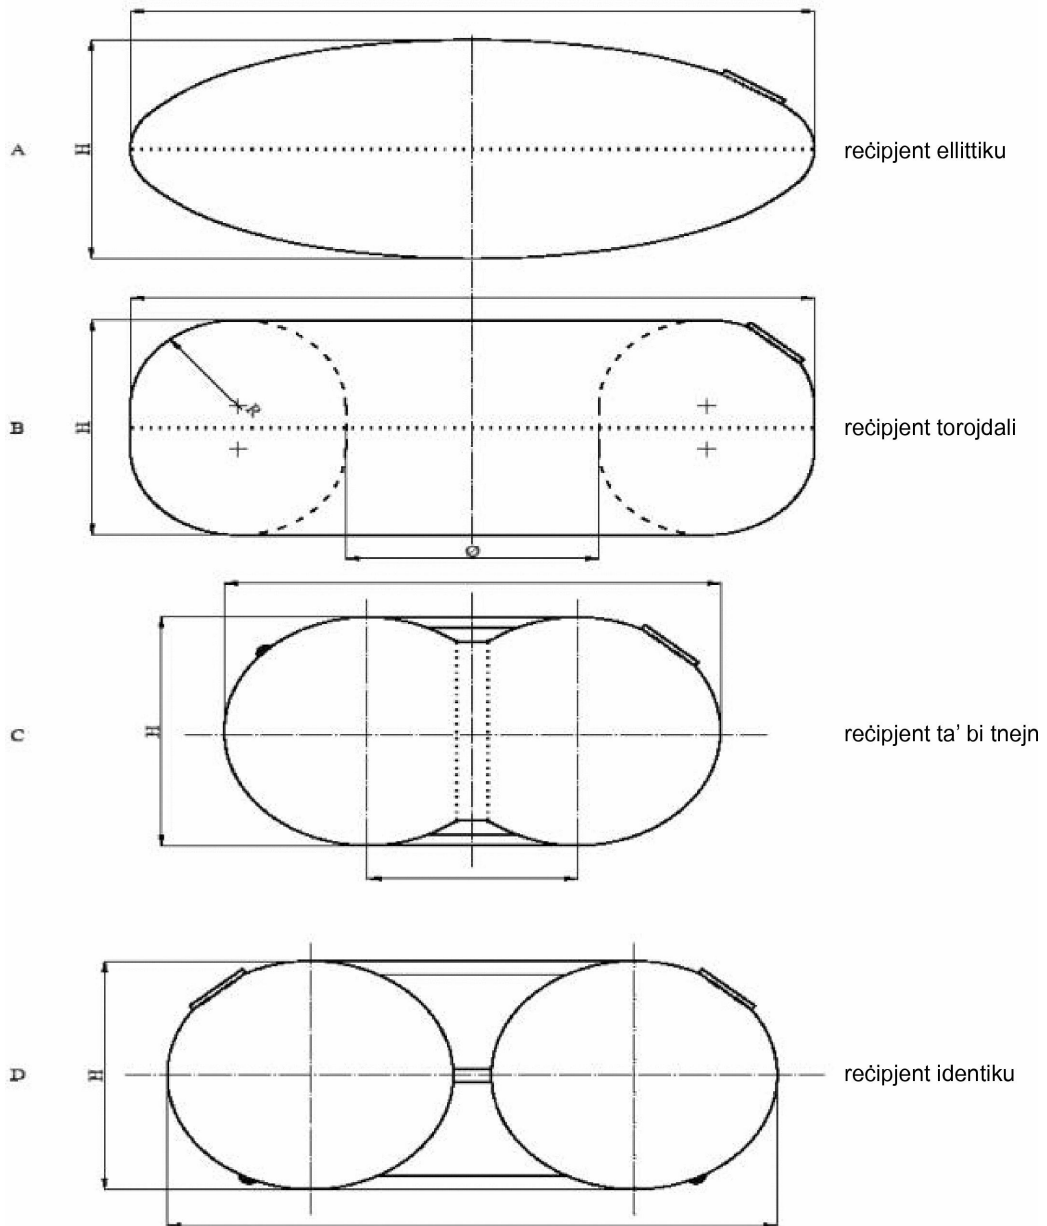 A
H
reċipjent ellittiku
B
H
R
reċipjent torojdali
Ø
C
H
reċipjent ta' bi tnejn
D
H
reċipjent identiku